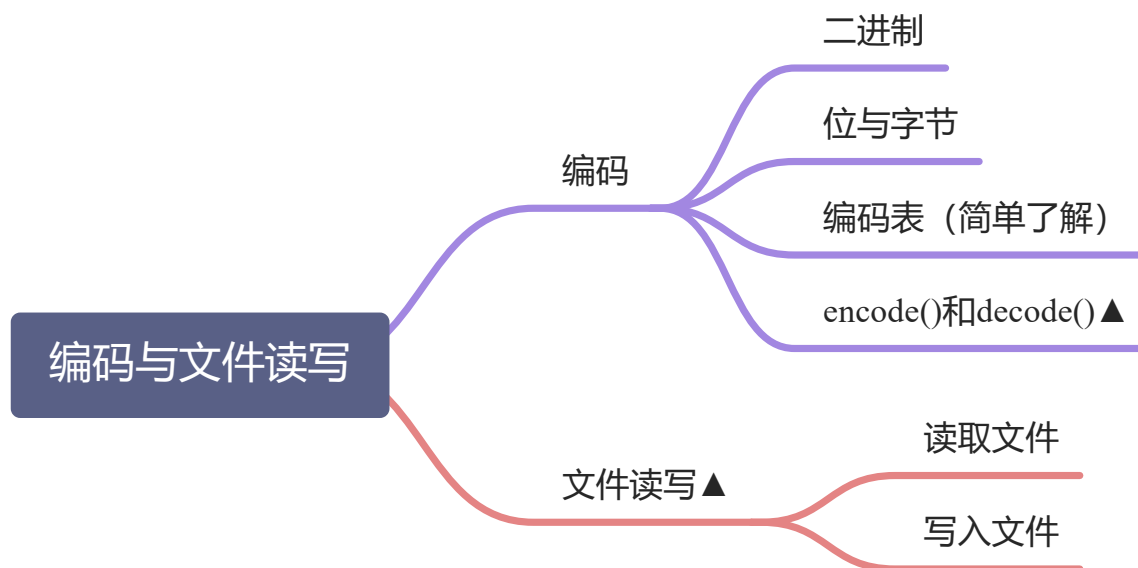 二进制
位与字节
编码
编码表（简单了解）
encode()和decode()▲
编码与文件读写
读取文件
文件读写▲
写入文件